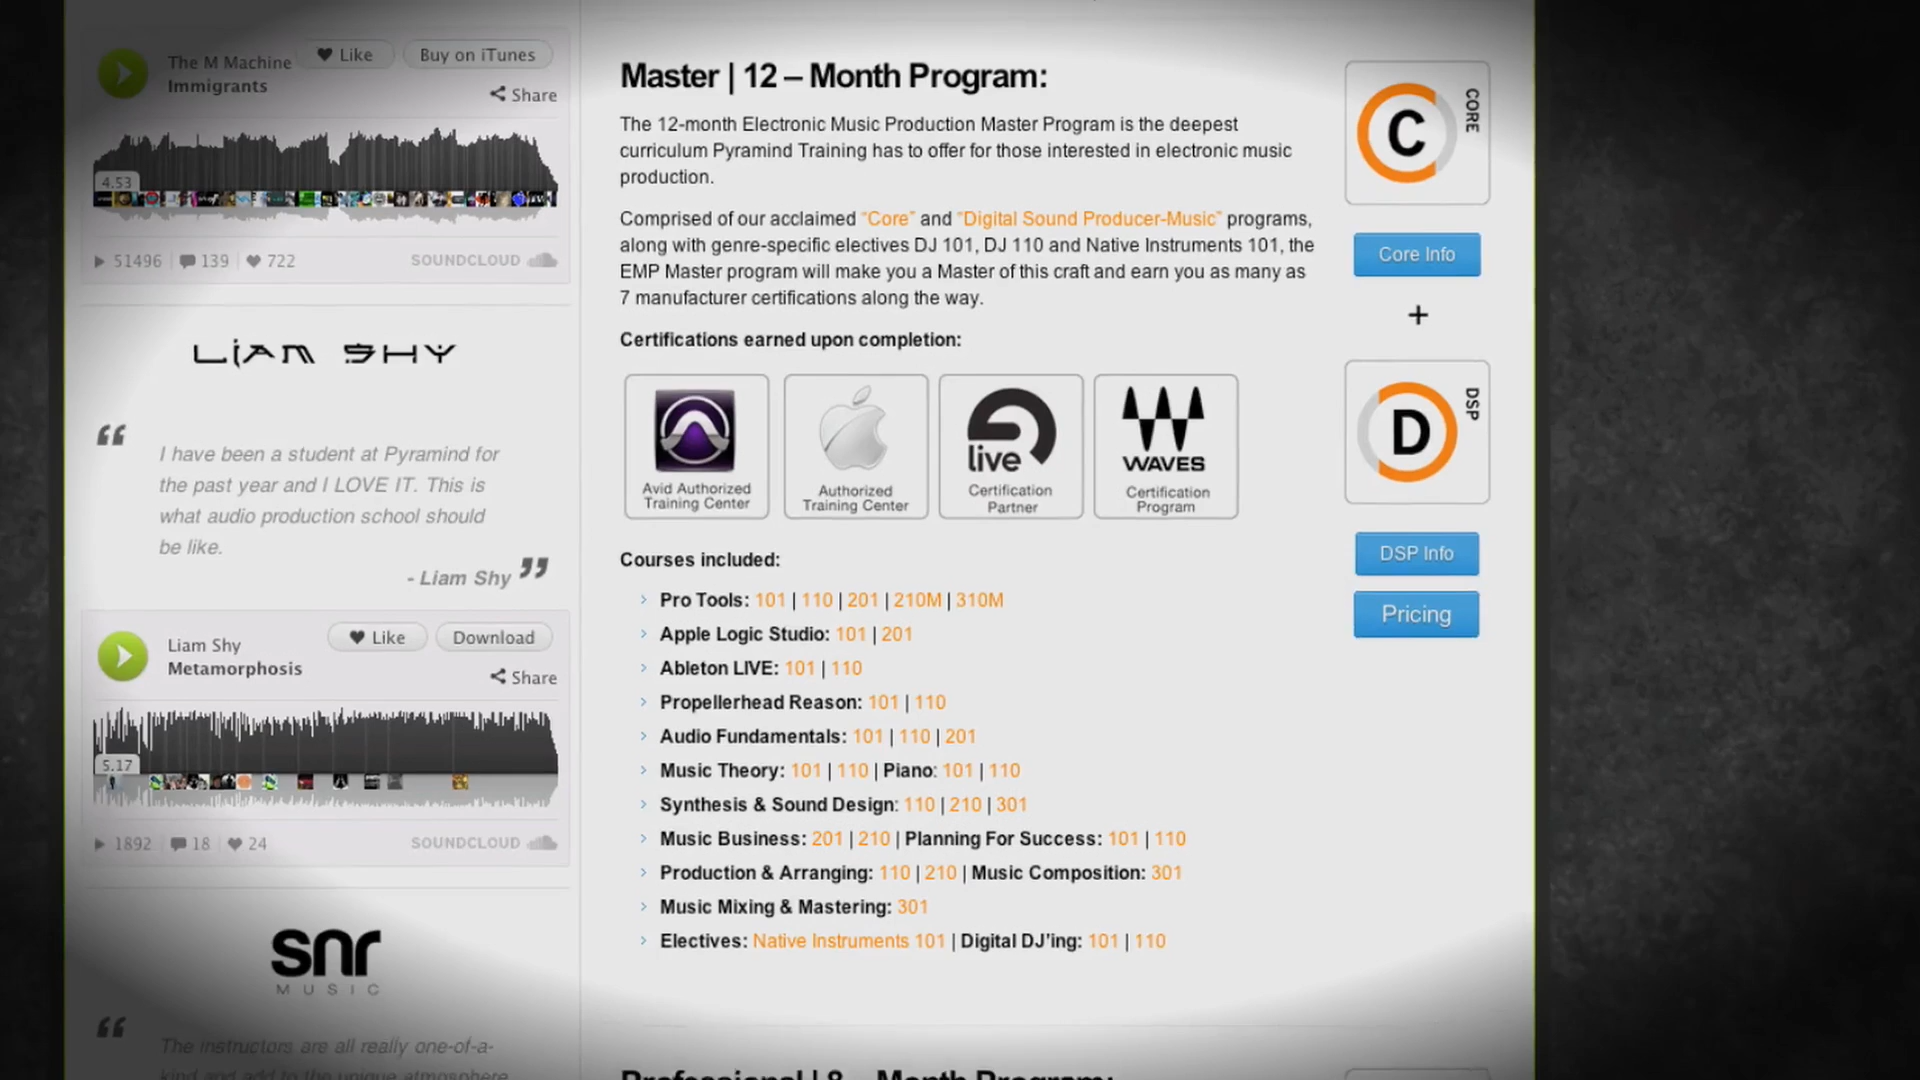 The M Machine
Immigrants
Like
Buy on iTunes
Share
4.53
51496
139
722
SOUNDCLOUD
LIAM SHY
I have been a student at Pyramind for
the past year and I LOVE IT. This is
what audio production school should
be like.
- Liam Shy
Liam Shy
Metamorphosis
Like
Download
Share
5.17
1892
18
24
SOUNDCLOUD
snr
MUSIC
The instructors are all really one-of-a-
kind and add to the unique atmosphere
Master | 12 – Month Program:
The 12-month Electronic Music Production Master Program is the deepest
curriculum Pyramind Training has to offer for those interested in electronic music
production.
Comprised of our acclaimed “Core” and “Digital Sound Producer-Music” programs,
along with genre-specific electives DJ 101, DJ 110 and Native Instruments 101, the
EMP Master program will make you a Master of this craft and earn you as many as
7 manufacturer certifications along the way.
Certifications earned upon completion:
Avid Authorized
Training Center
Authorized
Training Center
live
Certification
Partner
WAVES
Certification
Program
Courses included:
Pro Tools: 101 | 110 | 201 | 210M | 310M
Apple Logic Studio: 101 | 201
Ableton LIVE: 101 | 110
Propellerhead Reason: 101 | 110
Audio Fundamentals: 101 | 110 | 201
Music Theory: 101 | 110 | Piano: 101 | 110
Synthesis & Sound Design: 110 | 210 | 301
Music Business: 201 | 210 | Planning For Success: 101 | 110
Production & Arranging: 110 | 210 | Music Composition: 301
Music Mixing & Mastering: 301
Electives: Native Instruments 101 | Digital DJ’ing: 101 | 110
Professional | 8 – Month Program:
C
CORE
Core Info
+
D
DSP
DSP Info
Pricing